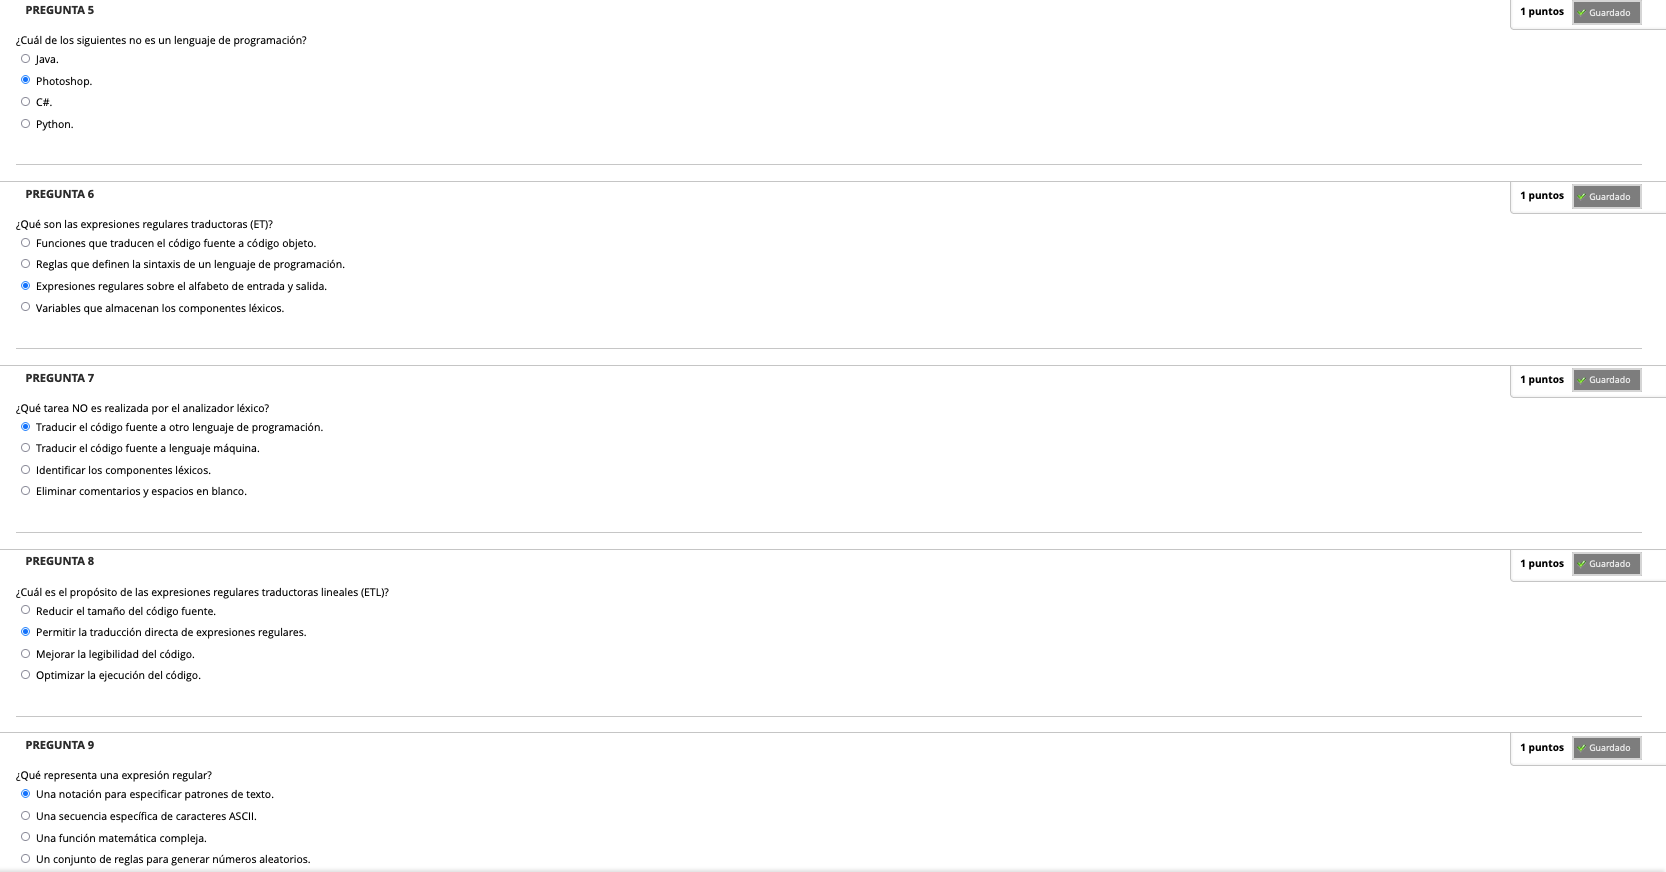 PREGUNTA 5
1 puntos
Guardado
¿Cuál de los siguientes no es un lenguaje de programación?
Java.
Photoshop.
C#.
Python.
PREGUNTA 6
1 puntos
Guardado
¿Qué son las expresiones regulares traductoras (ET)?
Funciones que traducen el código fuente a código objeto.
Reglas que definen la sintaxis de un lenguaje de programación.
Expresiones regulares sobre el alfabeto de entrada y salida.
Variables que almacenan los componentes léxicos.
PREGUNTA 7
1 puntos
Guardado
¿Qué tarea NO es realizada por el analizador léxico?
Traducir el código fuente a otro lenguaje de programación.
Traducir el código fuente a lenguaje máquina.
Identificar los componentes léxicos.
Eliminar comentarios y espacios en blanco.
PREGUNTA 8
1 puntos
Guardado
¿Cuál es el propósito de las expresiones regulares traductoras lineales (ETL)?
Reducir el tamaño del código fuente.
Permitir la traducción directa de expresiones regulares.
Mejorar la legibilidad del código.
Optimizar la ejecución del código.
PREGUNTA 9
1 puntos
Guardado
¿Qué representa una expresión regular?
Una notación para especificar patrones de texto.
Una secuencia específica de caracteres ASCII.
Una función matemática compleja.
Un conjunto de reglas para generar números aleatorios.